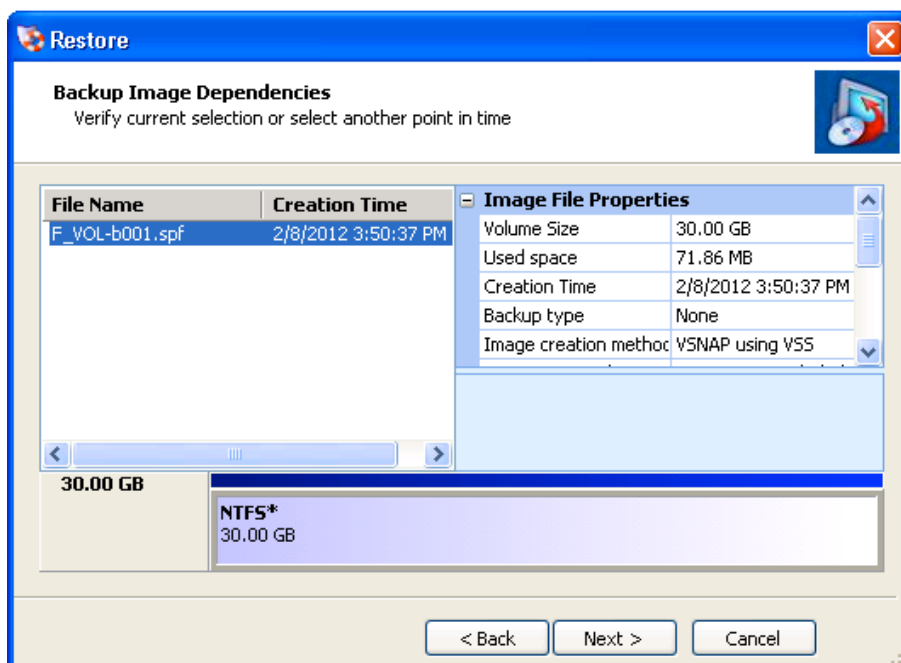 Restore
Backup Image Dependencies
Verify current selection or select another point in time
File Name Creation Time
F_VOL-b001.spf 2/8/2012 3:50:37 PM
Image File Properties
Volume Size 30.00 GB
Used space 71.86 MB
Creation Time 2/8/2012 3:50:37 PM
Backup type None
Image creation methoc VSNAP using VSS
30.00 GB
NTFS*
30.00 GB
< Back Next > Cancel